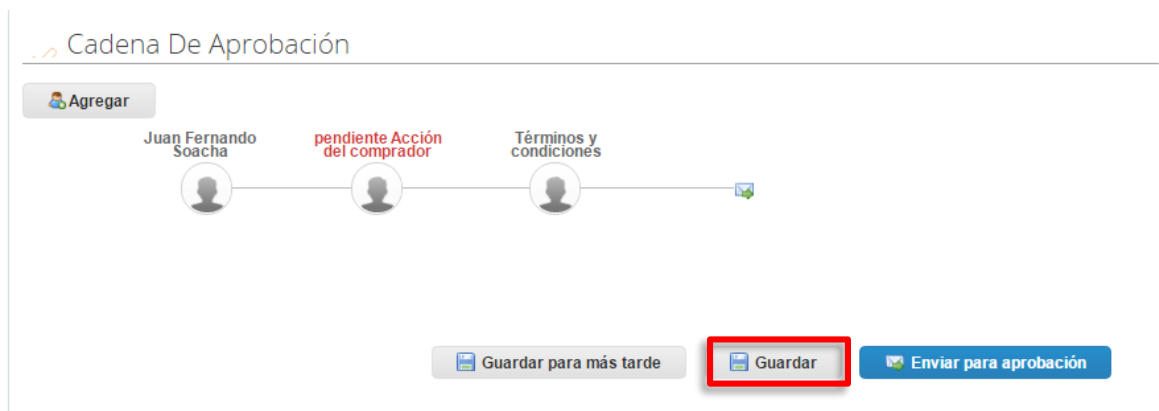 Cadena De Aprobación
Agregar
Juan Fernando
Soacha
pendiente Acción
del comprador
Términos y
condiciones
Guardar para más tarde
Guardar
Enviar para aprobación